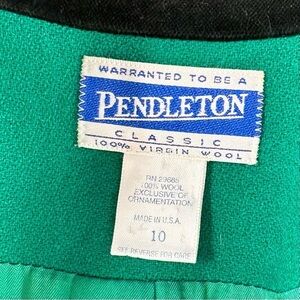 WARRANTED TO BE A
PENDLETON
CLASSIC
100% VIRGIN WOOL
RN 29685
100% WOOL
EXCLUSIVE OF
ORNAMENTATION
MADE IN U.S.A.
10
SEE REVERSE FOR CARE